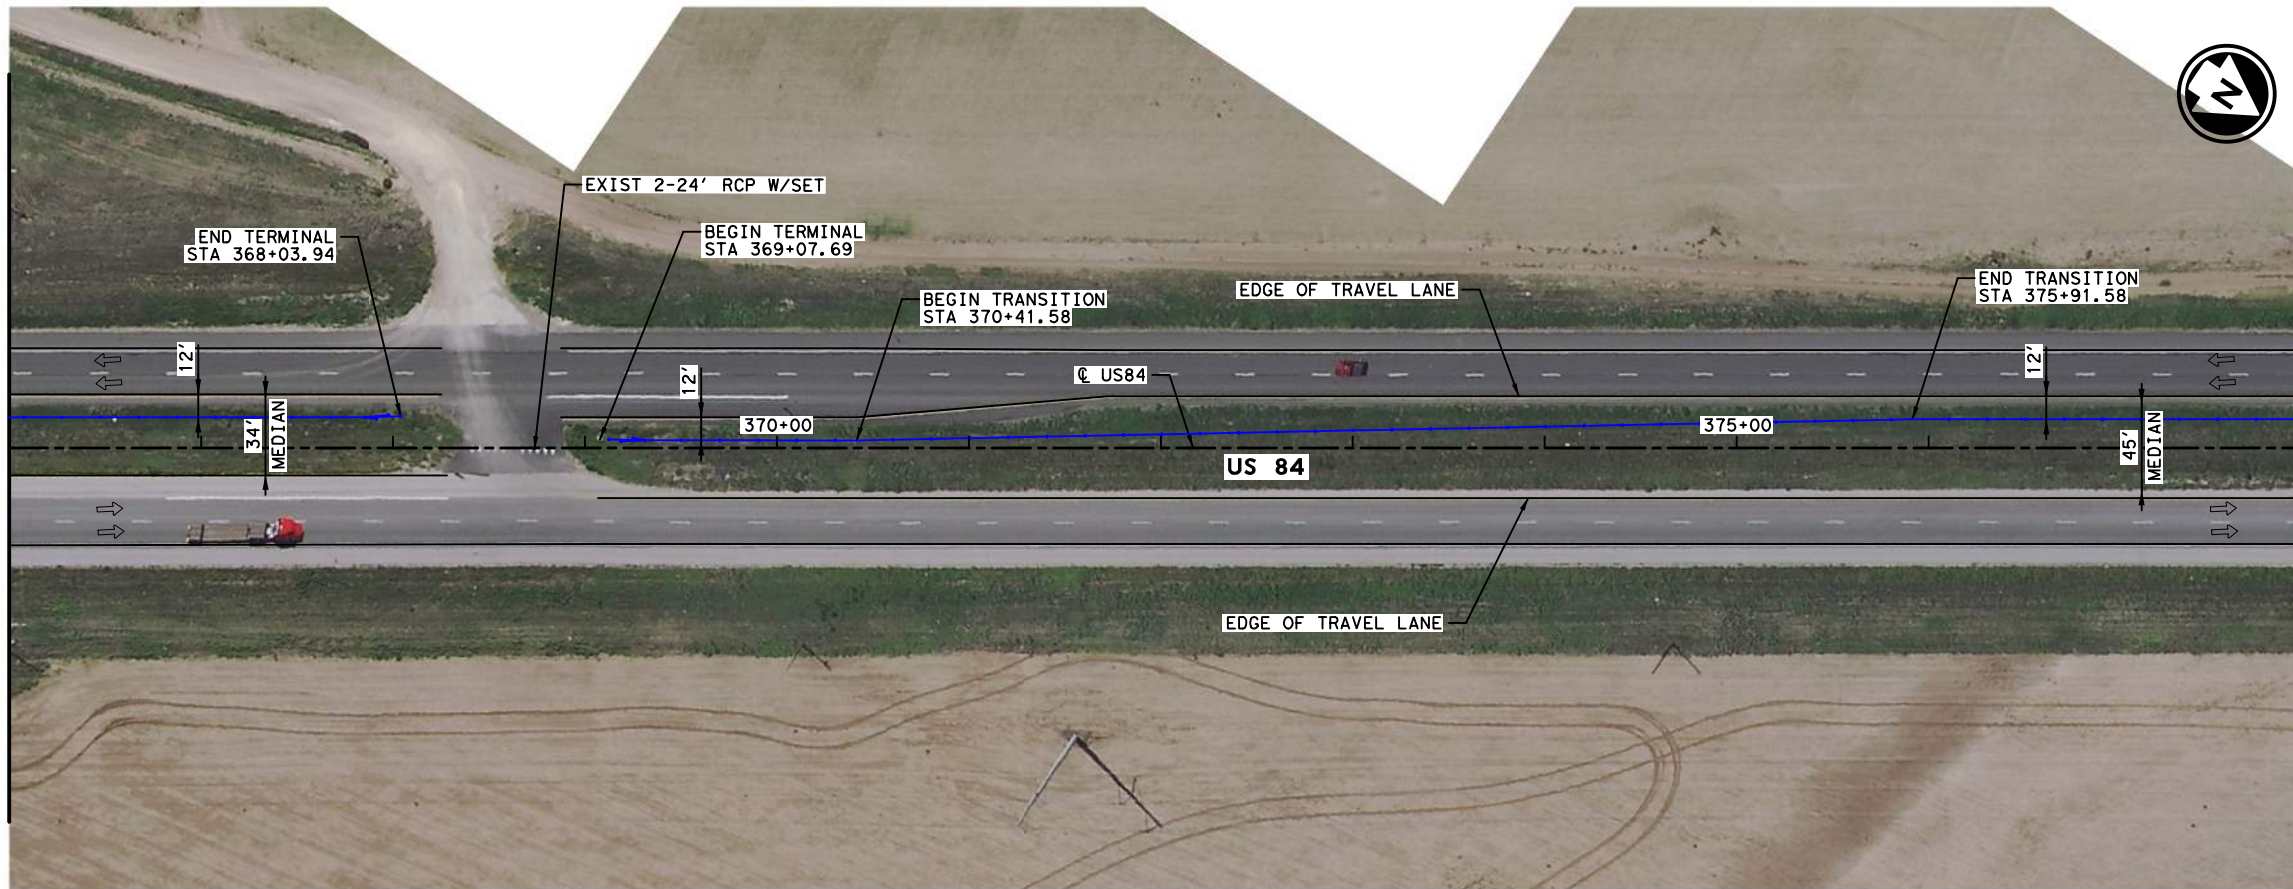 N
EXIST 2-24' RCP W/SET
END TERMINAL
STA 368+03.94
BEGIN TERMINAL
STA 369+07.69
BEGIN TRANSITION
STA 370+41.58
EDGE OF TRAVEL LANE
END TRANSITION
STA 375+91.58
12'
12'
12'
℄ US84
34'
MEDIAN
370+00
375+00
45'
MEDIAN
US 84
EDGE OF TRAVEL LANE